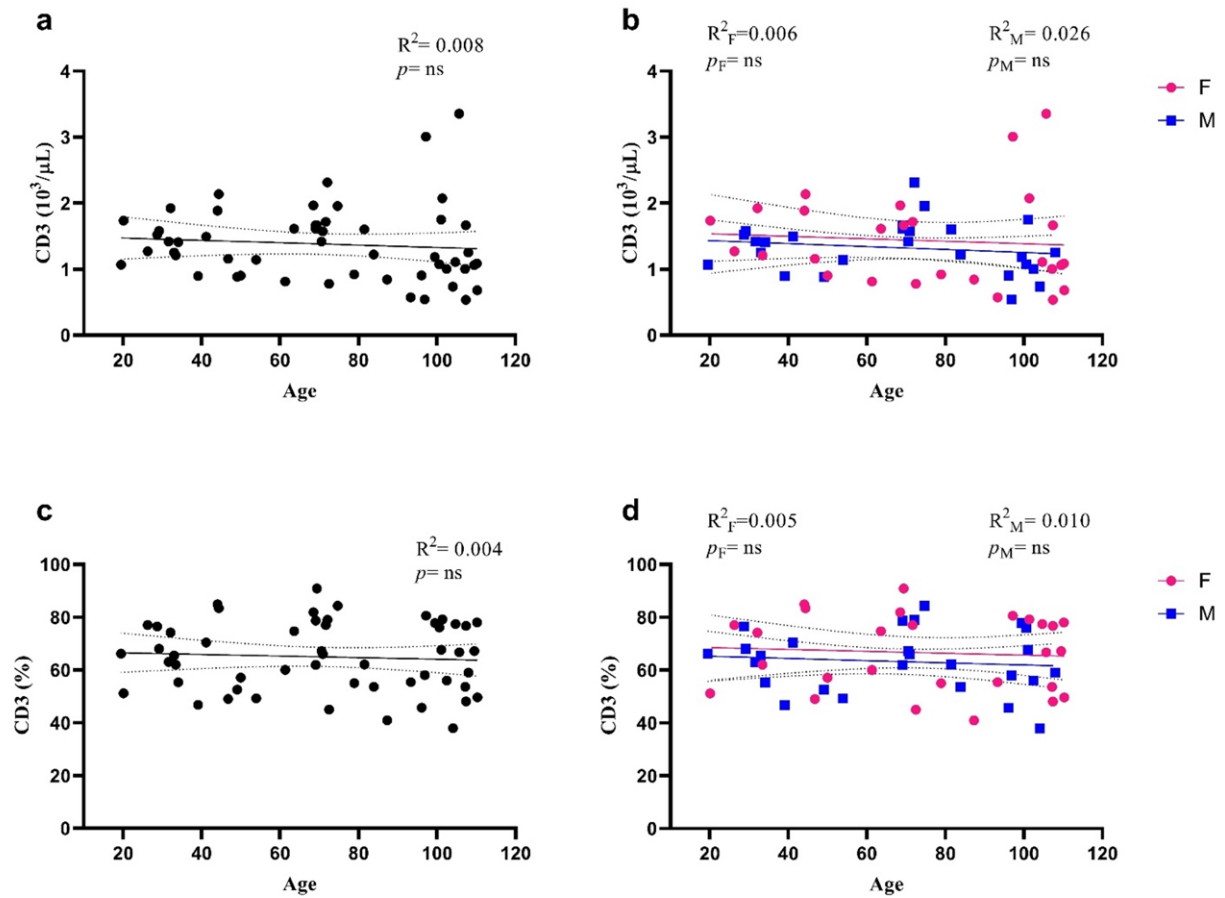 a
R²= 0.008
p= ns
CD3 (10³/μL)
4
3
2
1
0
20 40 60 80 100 120
Age
b
R²F=0.006 R²M= 0.026
pF= ns pM= ns
F
M
CD3 (10³/μL)
4
3
2
1
0
20 40 60 80 100 120
Age
c
R²= 0.004
p= ns
CD3 (%)
100
80
60
40
20
0
20 40 60 80 100 120
Age
d
R²F=0.005 R²M= 0.010
pF= ns pM= ns
F
M
CD3 (%)
100
80
60
40
20
0
20 40 60 80 100 120
Age